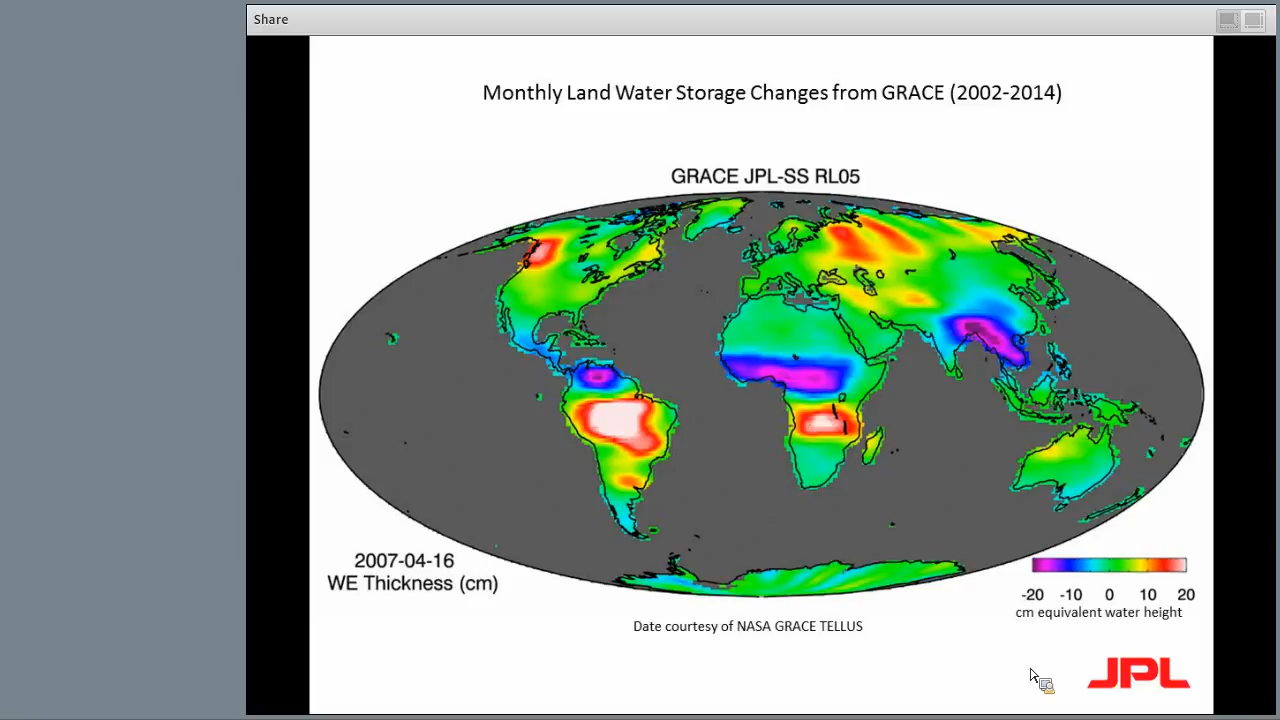 Share
Monthly Land Water Storage Changes from GRACE (2002-2014)
GRACE JPL-SS RL05
2007-04-16
WE Thickness (cm)
-20 -10 0 10 20
cm equivalent water height
Date courtesy of NASA GRACE TELLUS
JPL